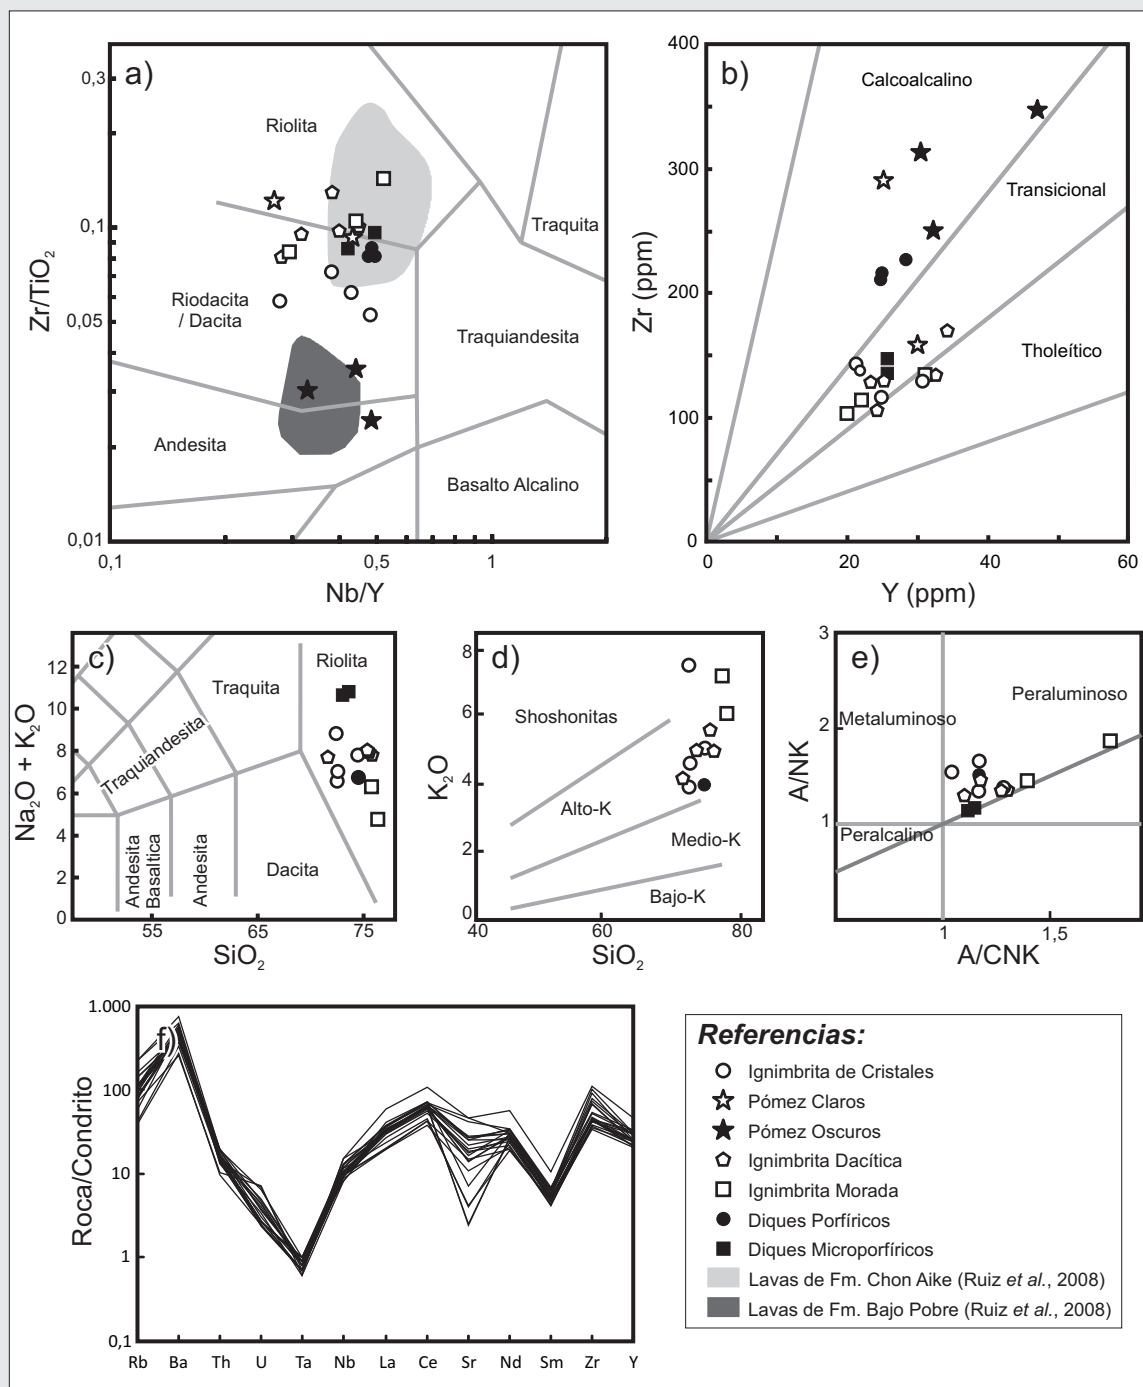 a)
0,3
0,1
0,05
0,01
Zr/TiO2
Riolita
Traquita
Riodacita
/ Dacita
Traquiandesita
Andesita
Basalto Alcalino
0,1
0,5
1
Nb/Y
b)
400
300
200
100
0
Zr (ppm)
Calcoalcalino
Transicional
Tholeítico
0
20
40
60
Y (ppm)
c)
12
10
8
6
4
2
0
Na2O + K2O
Riolita
Traquita
Traquiandesita
Andesita
Basaltica
Andesita
Dacita
55
65
75
SiO2
d)
8
6
4
2
0
K2O
Shoshonitas
Alto-K
Medio-K
Bajo-K
40
60
80
SiO2
e)
3
2
1
A/NK
Peraluminoso
Metaluminoso
Peralcalino
1
1,5
A/CNK
f)
1.000
100
10
1
0,1
Roca/Condrito
Rb Ba Th U Ta Nb La Ce Sr Nd Sm Zr Y
Referencias:
Ignimbrita de Cristales
Pómez Claros
Pómez Oscuros
Ignimbrita Dacítica
Ignimbrita Morada
Diques Porfíricos
Diques Microporfíricos
Lavas de Fm. Chon Aike (Ruiz et al., 2008)
Lavas de Fm. Bajo Pobre (Ruiz et al., 2008)